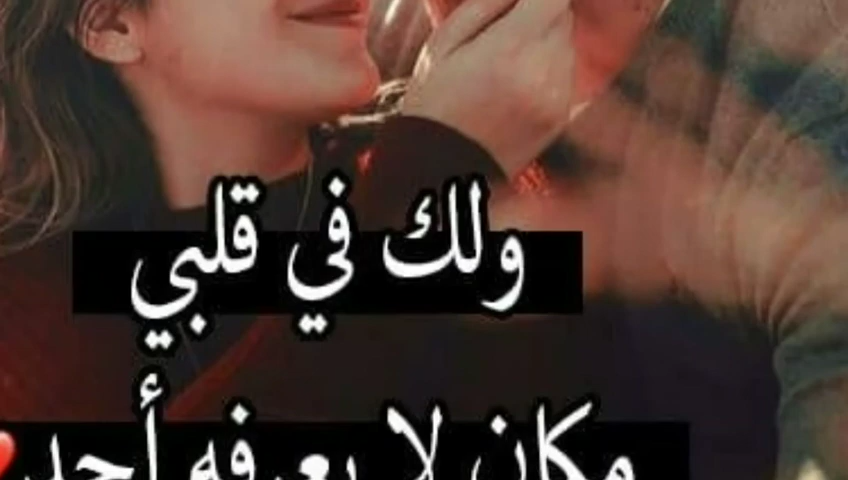 ولك في قلبي
مكان لا يعرفه أحد